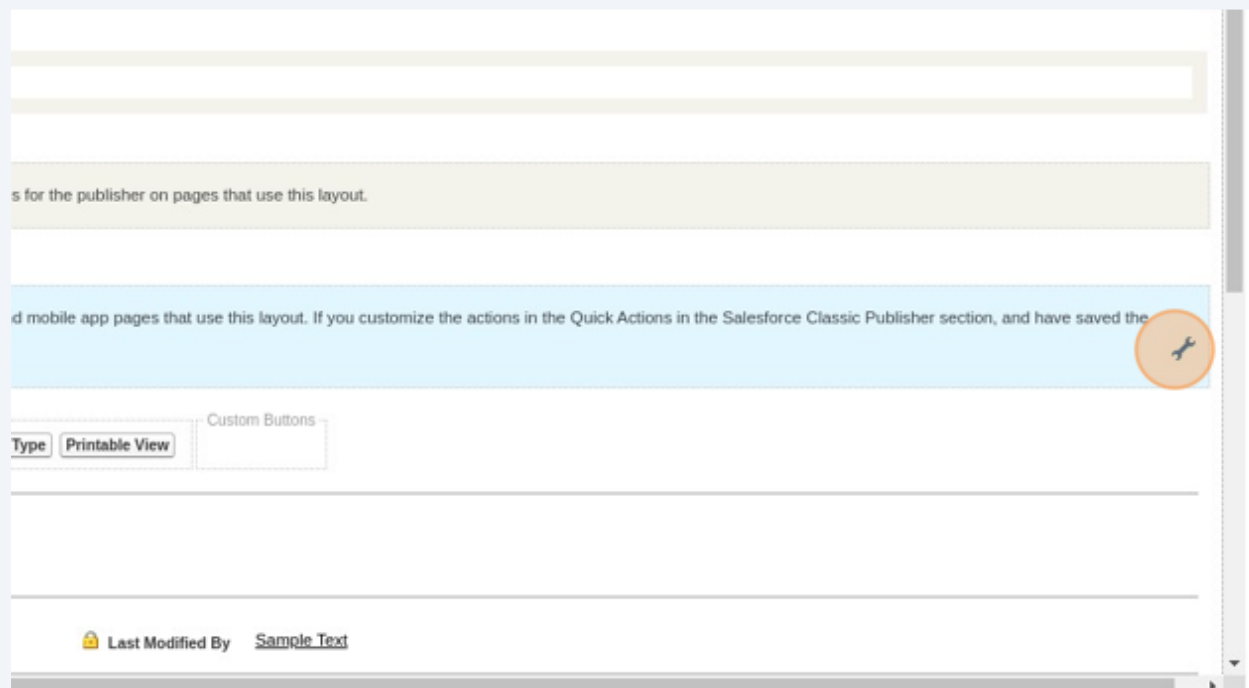 s for the publisher on pages that use this layout.
d mobile app pages that use this layout. If you customize the actions in the Quick Actions in the Salesforce Classic Publisher section, and have saved the
Custom Buttons
Type Printable View
Last Modified By Sample Text